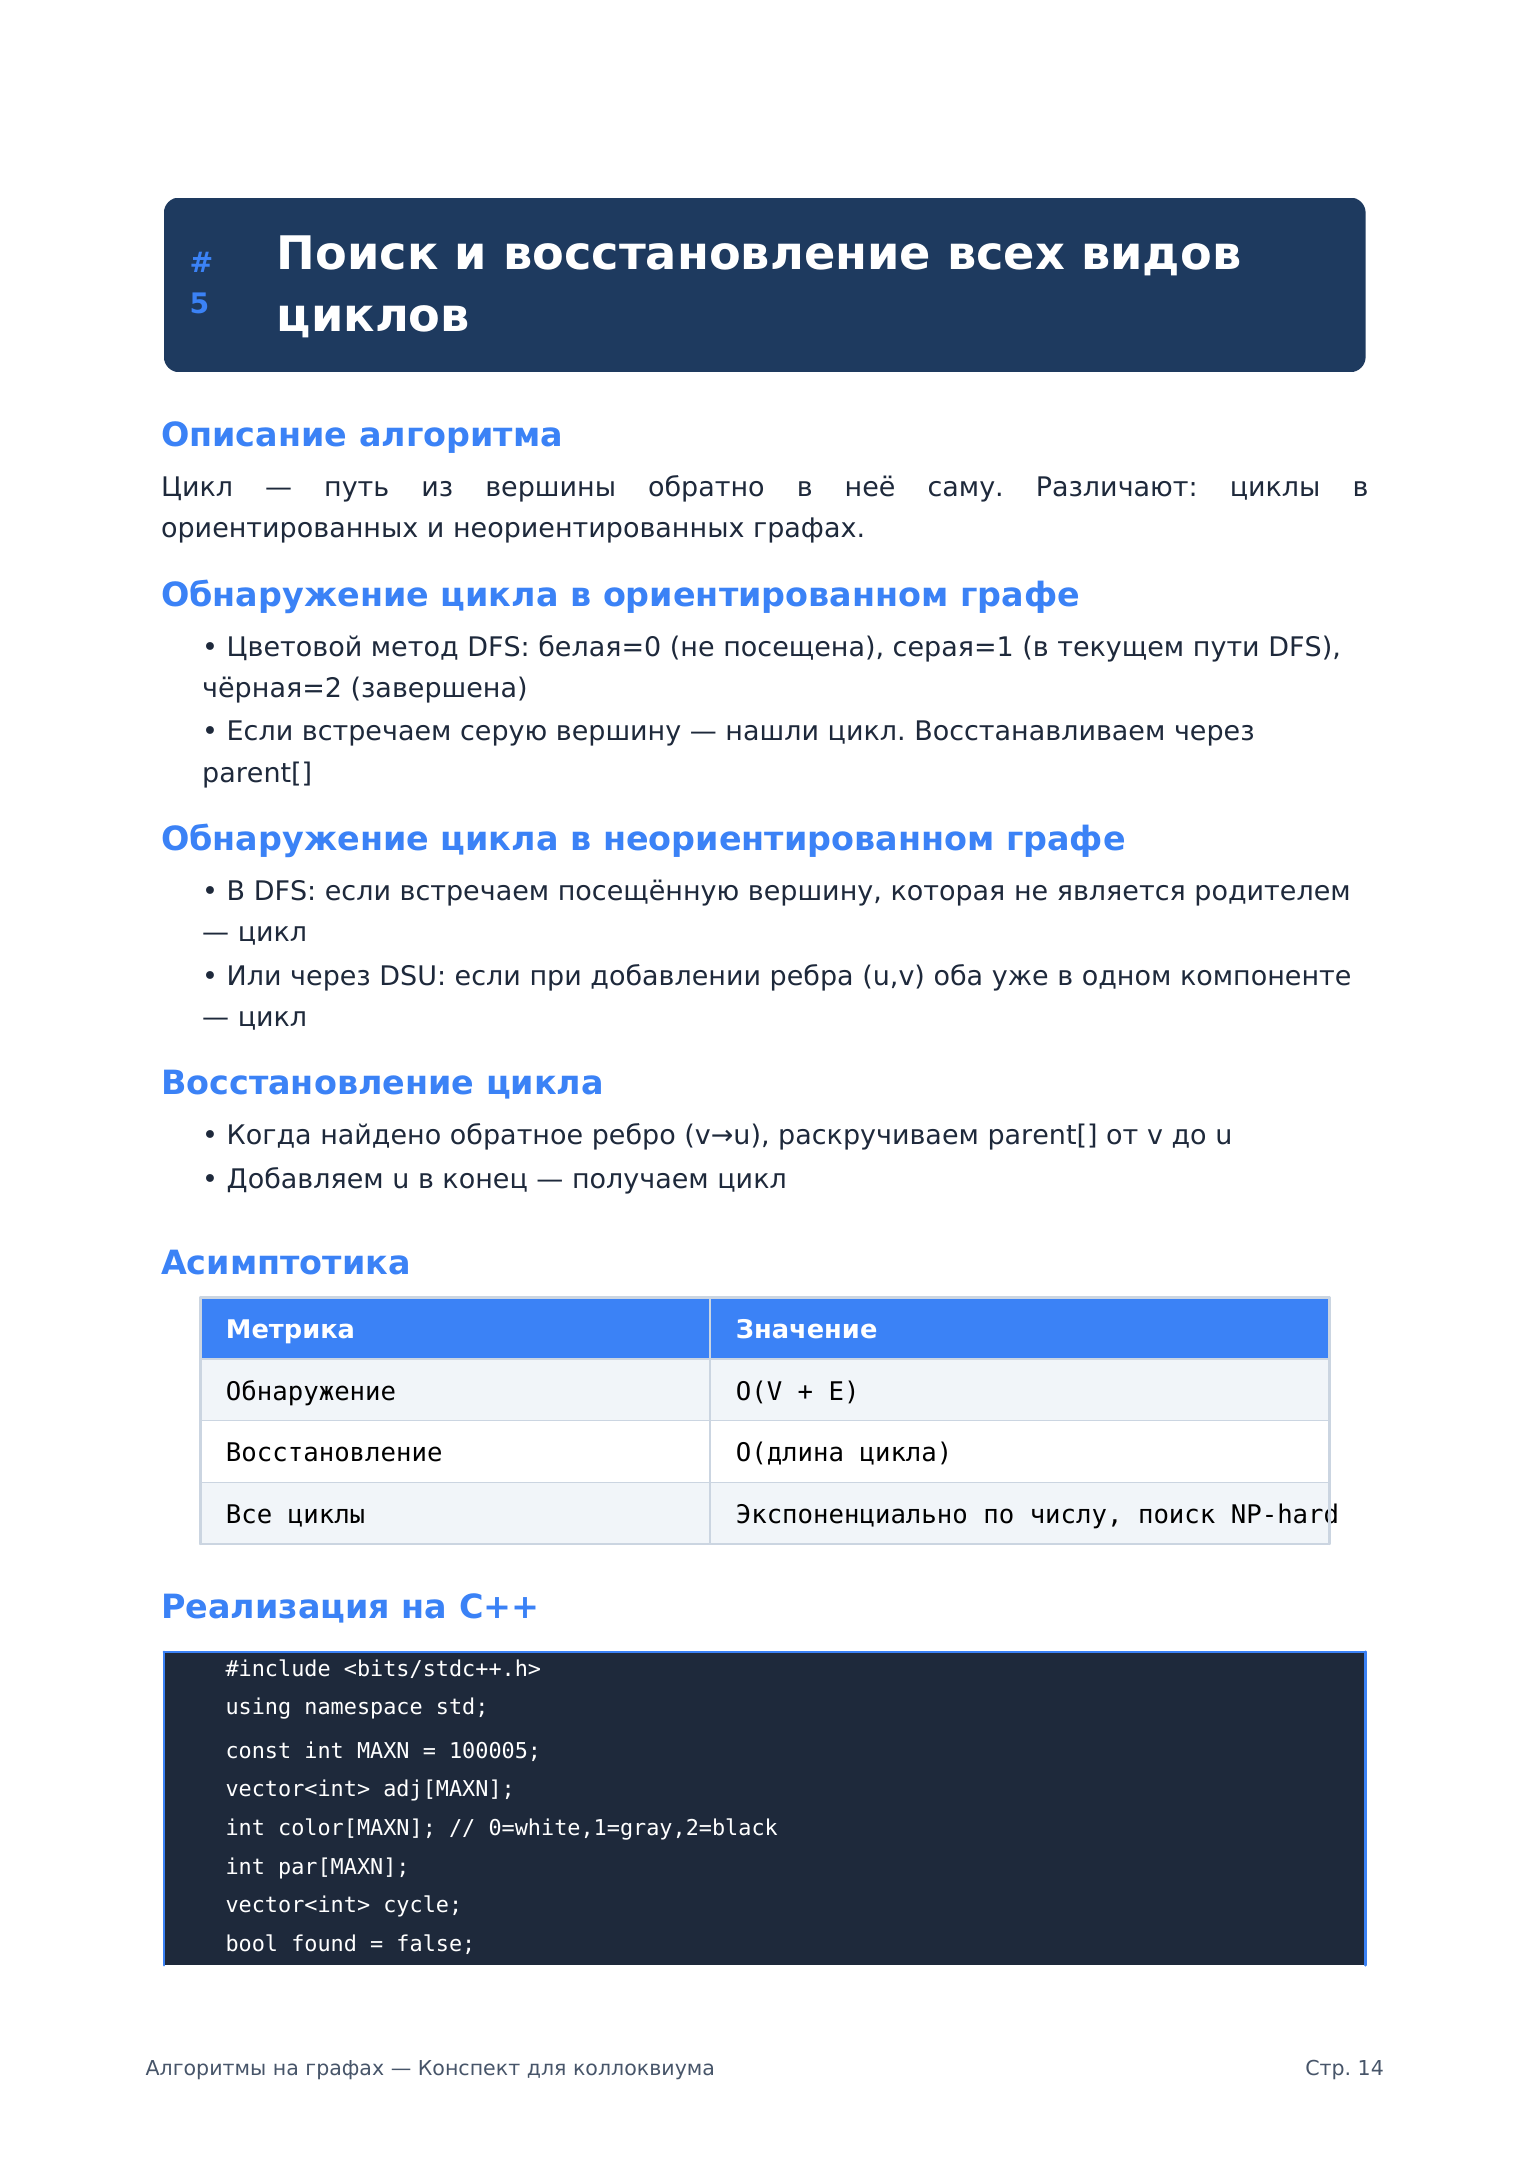 #
5
Поиск и восстановление всех видов
циклов
Описание алгоритма
Цикл — путь из вершины обратно в неё саму. Различают: циклы в
ориентированных и неориентированных графах.
Обнаружение цикла в ориентированном графе
• Цветовой метод DFS: белая=0 (не посещена), серая=1 (в текущем пути DFS),
чёрная=2 (завершена)
• Если встречаем серую вершину — нашли цикл. Восстанавливаем через
parent[]
Обнаружение цикла в неориентированном графе
• В DFS: если встречаем посещённую вершину, которая не является родителем
— цикл
• Или через DSU: если при добавлении ребра (u,v) оба уже в одном компоненте
— цикл
Восстановление цикла
• Когда найдено обратное ребро (v→u), раскручиваем parent[] от v до u
• Добавляем u в конец — получаем цикл
Асимптотика
Метрика Значение
Обнаружение O(V + E)
Восстановление O(длина цикла)
Все циклы Экспоненциально по числу, поиск NP-hard
Реализация на C++
#include <bits/stdc++.h>
using namespace std;
const int MAXN = 100005;
vector<int> adj[MAXN];
int color[MAXN]; // 0=white,1=gray,2=black
int par[MAXN];
vector<int> cycle;
bool found = false;
Алгоритмы на графах — Конспект для коллоквиума Стр. 14